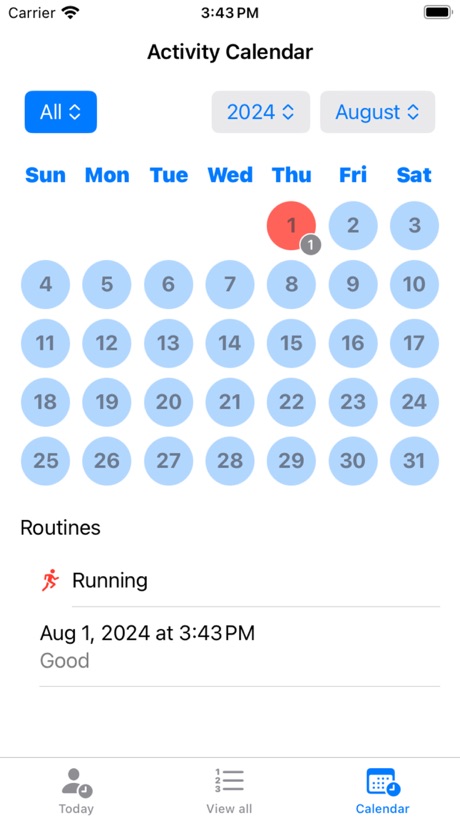 Carrier 3:43 PM
Activity Calendar
All 2024 August
Sun Mon Tue Wed Thu Fri Sat
1 2 3
1
4 5 6 7 8 9 10
11 12 13 14 15 16 17
18 19 20 21 22 23 24
25 26 27 28 29 30 31
Routines
Running
Aug 1, 2024 at 3:43 PM
Good
1
2
3
Today View all Calendar